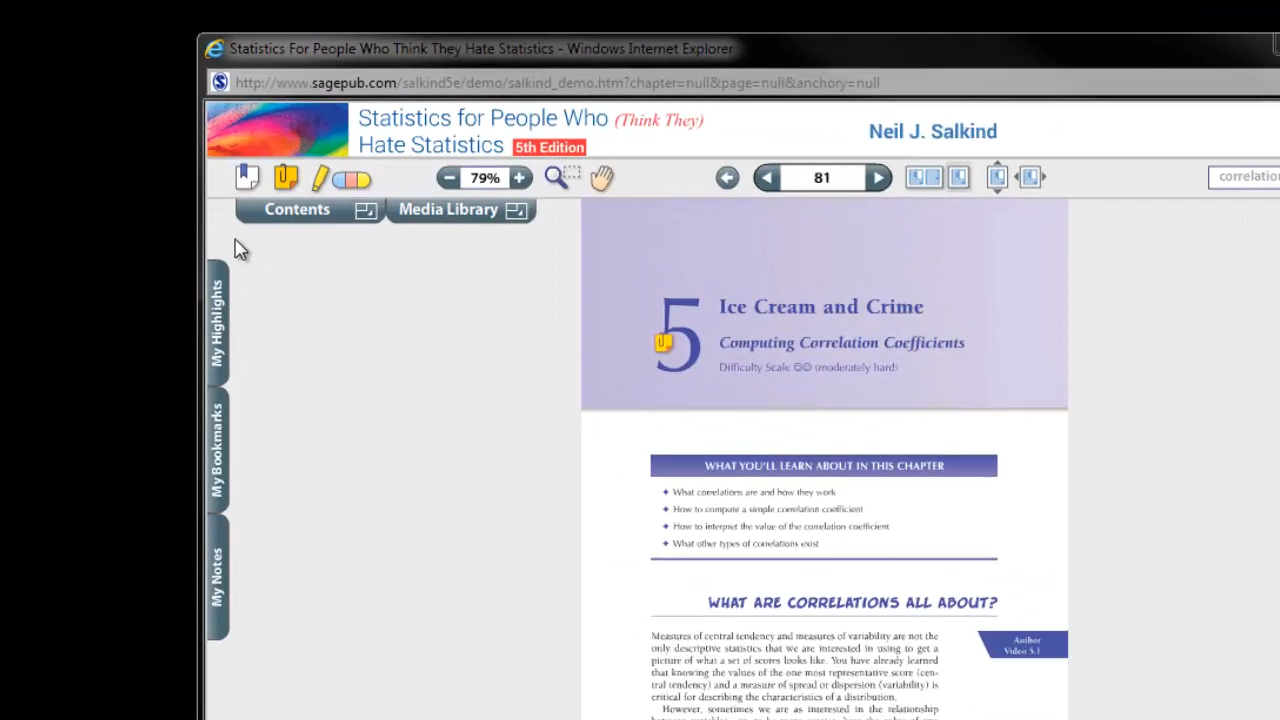 Statistics For People Who Think They Hate Statistics - Windows Internet Explorer
http://www.sagepub.com/salkind5e/demo/salkind_demo.htm?chapter=null&page=null&anchory=null
Statistics for People Who (Think They)
Hate Statistics 5th Edition
Neil J. Salkind
79%
81
correlation
Contents
Media Library
My Highlights
My Bookmarks
My Notes
5
Ice Cream and Crime
Computing Correlation Coefficients
Difficulty Scale ☺☺ (moderately hard)
WHAT YOU'LL LEARN ABOUT IN THIS CHAPTER
✦ What correlations are and how they work
✦ How to compute a simple correlation coefficient
✦ How to interpret the value of the correlation coefficient
✦ What other types of correlations exist
WHAT ARE CORRELATIONS ALL ABOUT?
Measures of central tendency and measures of variability are not the
only descriptive statistics that we are interested in using to get a
picture of what a set of scores looks like. You have already learned
that knowing the values of the one most representative score (cen-
tral tendency) and a measure of spread or dispersion (variability) is
critical for describing the characteristics of a distribution.
However, sometimes we are as interested in the relationship
Author
Video 5.1